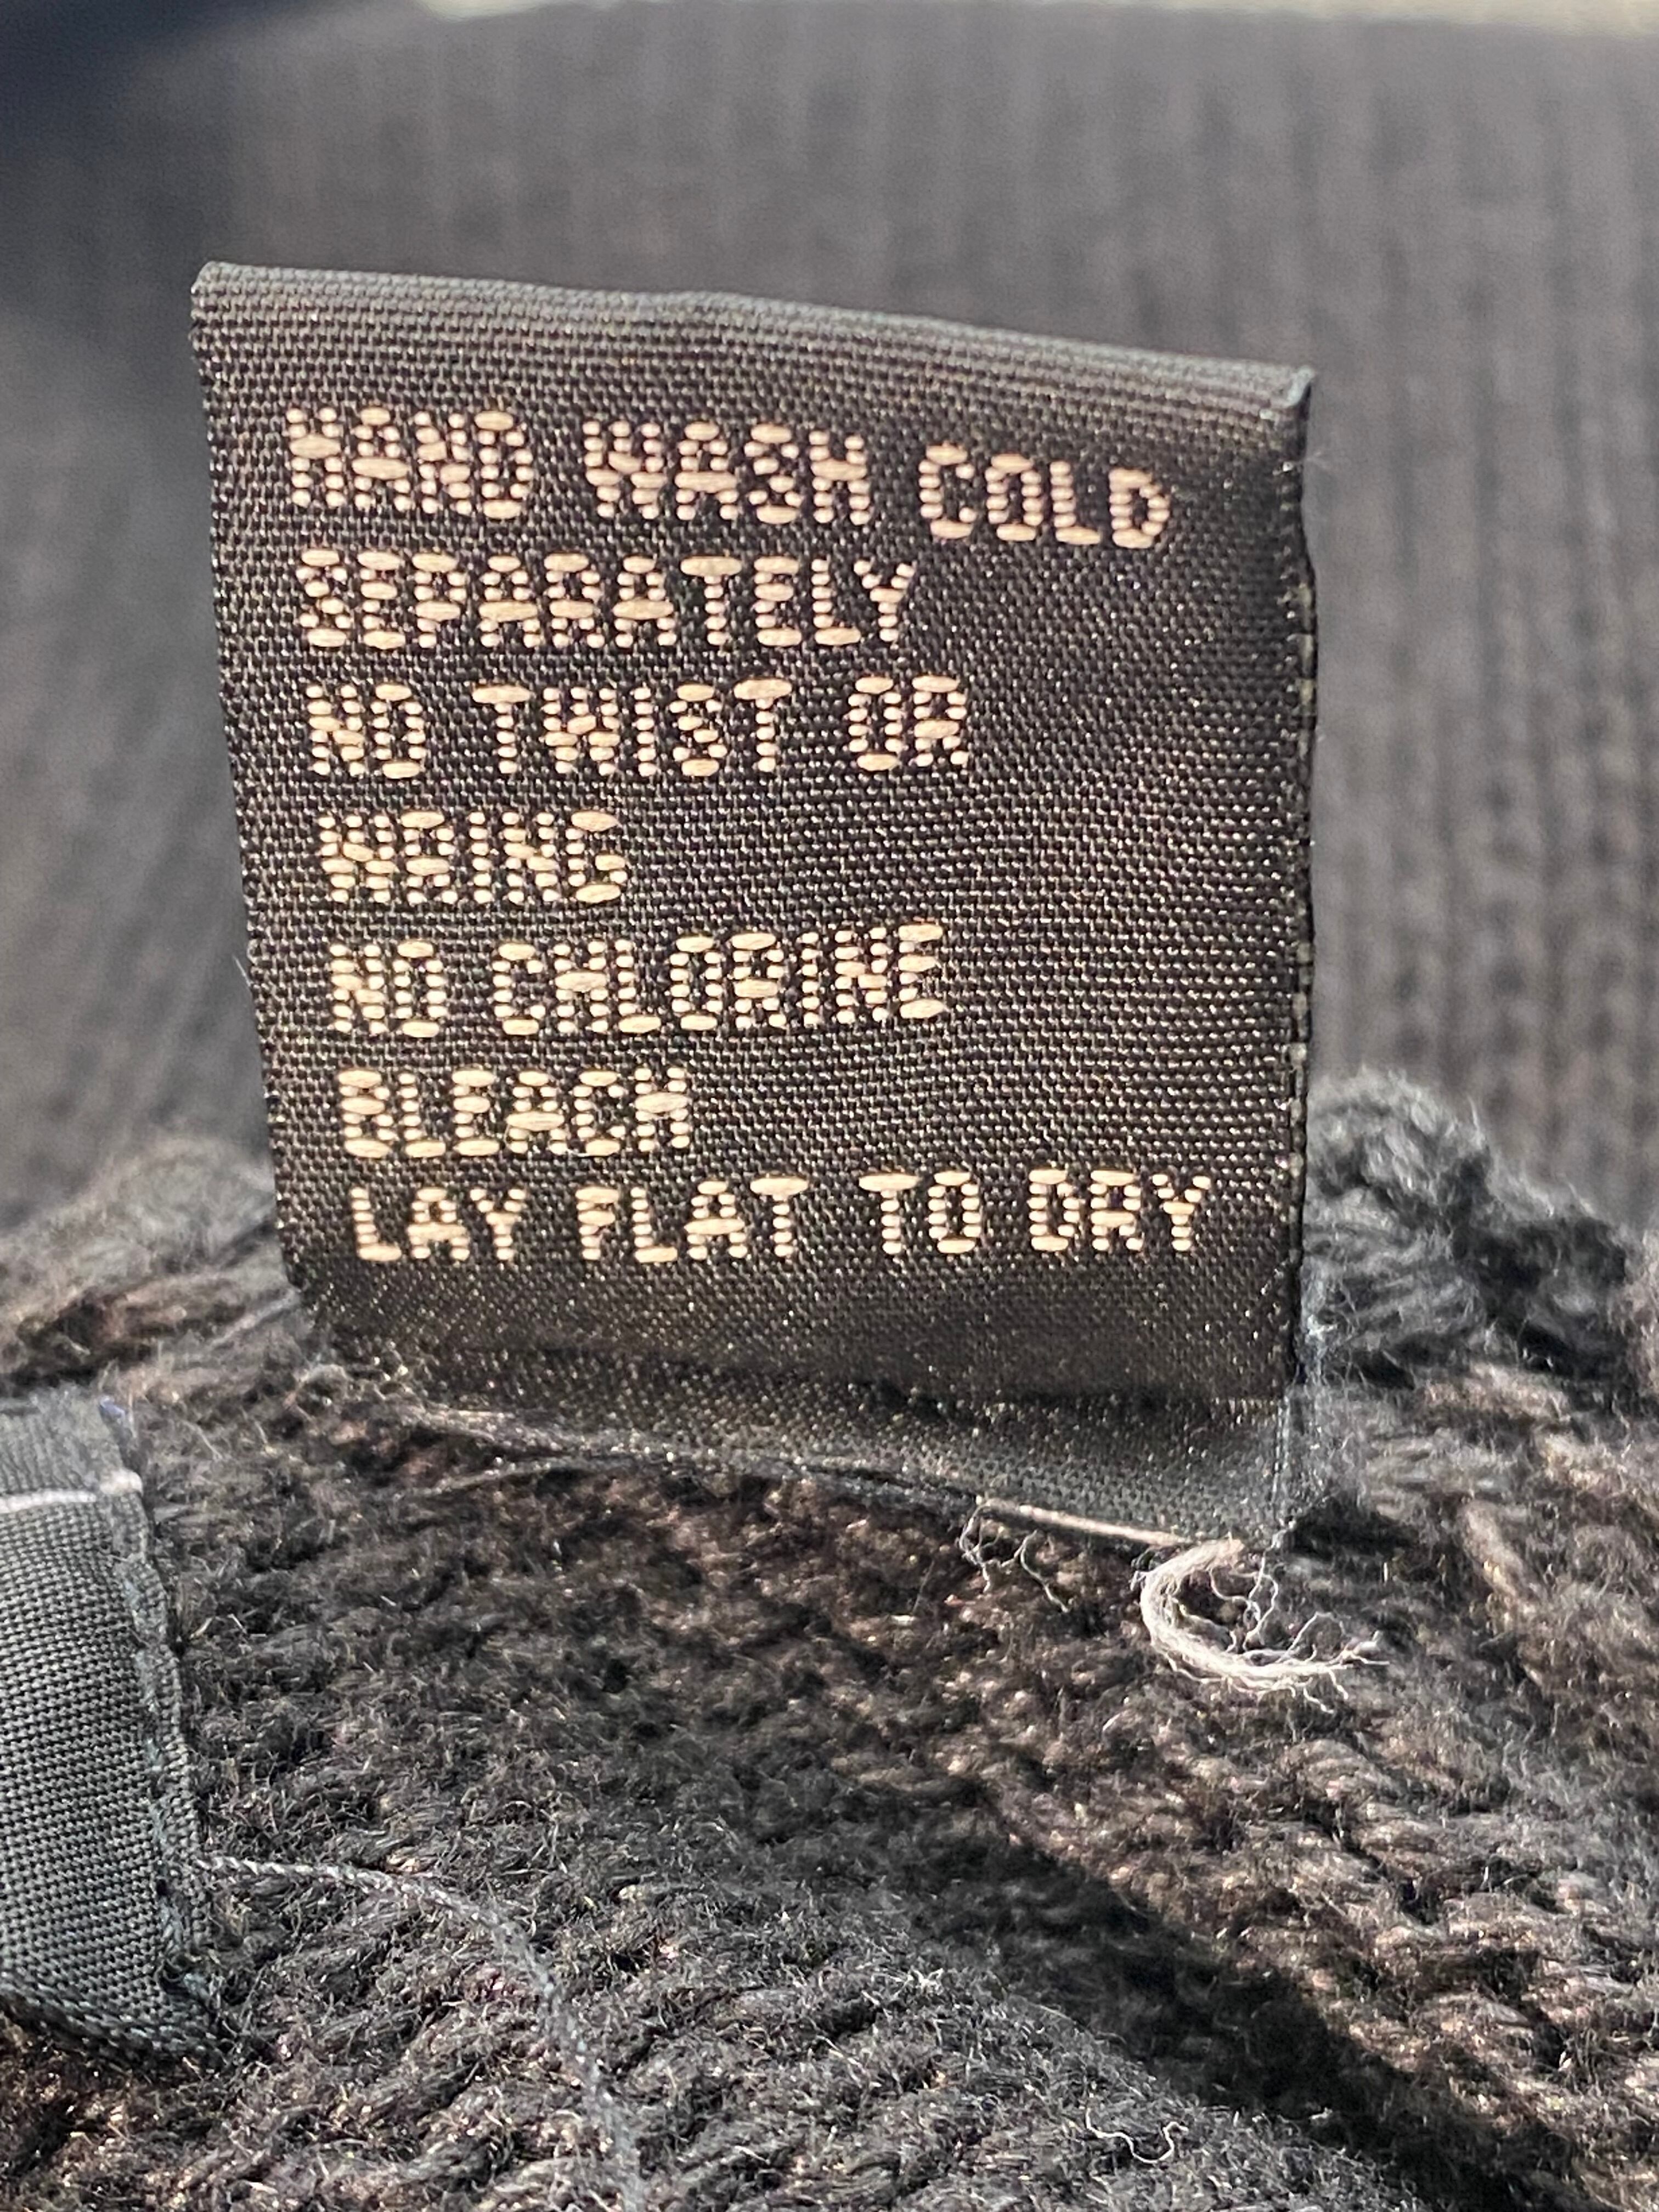 HAND WASH COLD
SEPARATELY
NO TWIST OR
WRING
NO CHLORINE
BLEACH
LAY FLAT TO DRY